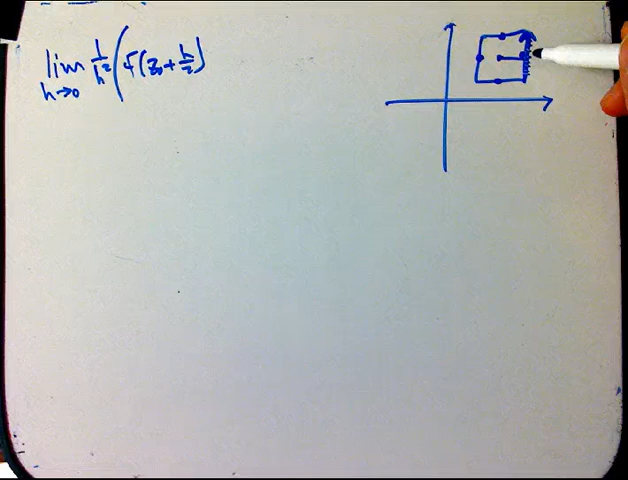 lim h→0 1/h² ( f(z₀ + h/2)